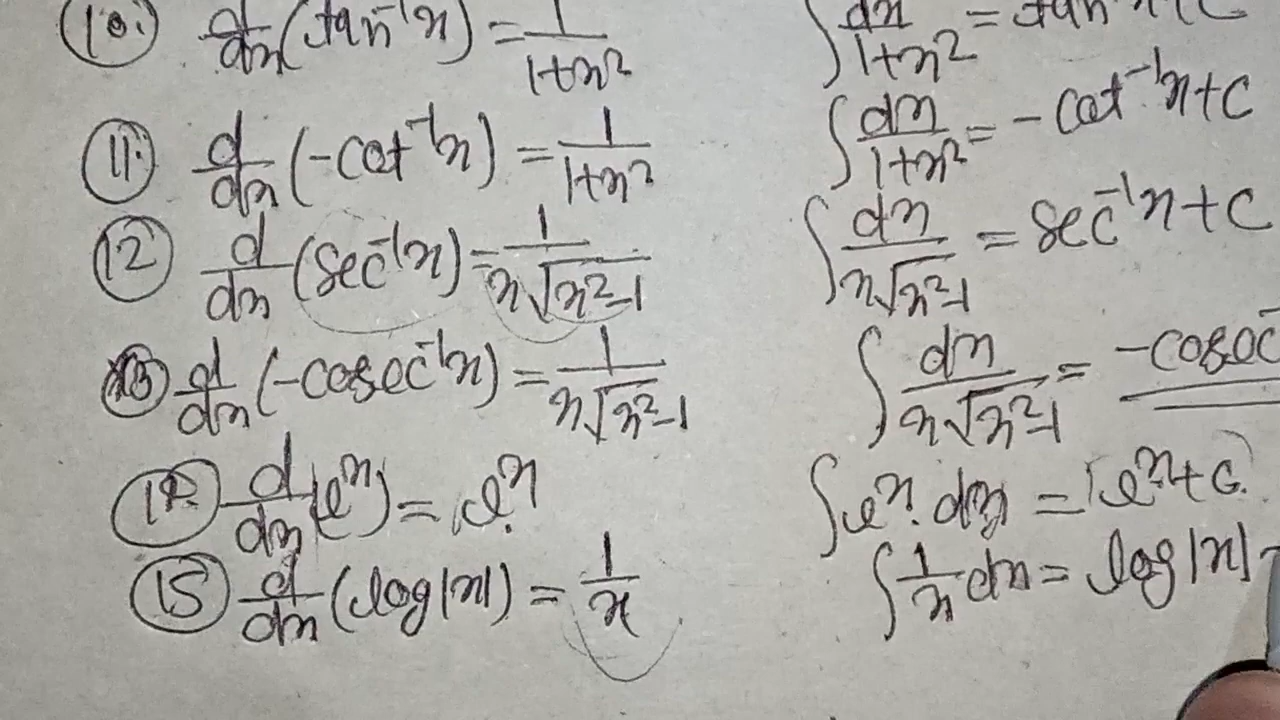 10. d/dx (tan⁻¹x) = 1/1+x² ∫ dx/1+x² = tan⁻¹x + C
11. d/dx (-cot⁻¹x) = 1/1+x² ∫ dx/1+x² = -cot⁻¹x + C
12 d/dx (sec⁻¹x) = 1/x√x²-1 ∫ dx/x√x²-1 = sec⁻¹x + C
13 d/dx (-cosec⁻¹x) = 1/x√x²-1 ∫ dx/x√x²-1 = -cosec⁻
14 d/dx (eˣ) = eˣ ∫ eˣ. dx = eˣ + C.
15 d/dx (log|x|) = 1/x ∫ 1/x dx = log|x|